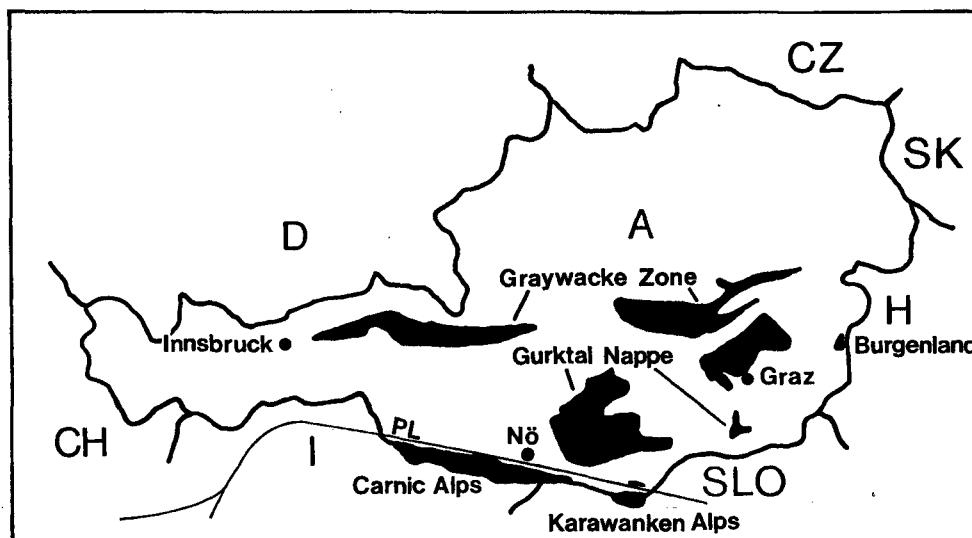 CZ
SK
D
A
Graywacke Zone
H
Innsbruck
Burgenland
Gurktal Nappe
Graz
CH
I
PL
Nö
SLO
Carnic Alps
Karawanken Alps